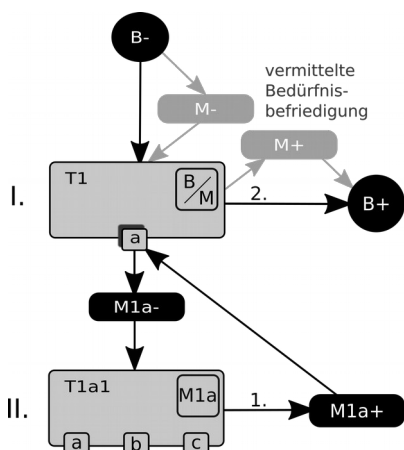 B-
vermittelte
Bedürfnis-
befriedigung
M-
M+
T1
B/M
I.
2.
B+
a
M1a-
T1a1
M1a
II.
1.
M1a+
a
b
c